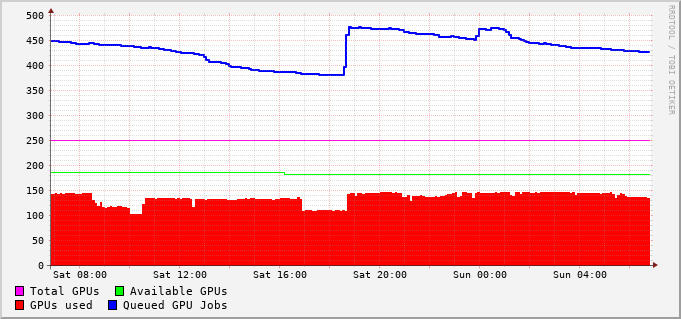 500
450
400
350
300
250
200
150
100
50
0
Sat 08:00 Sat 12:00 Sat 16:00 Sat 20:00 Sun 00:00 Sun 04:00
Total GPUs Available GPUs
GPUs used Queued GPU Jobs
RRDTOOL / TOBI OETIKER